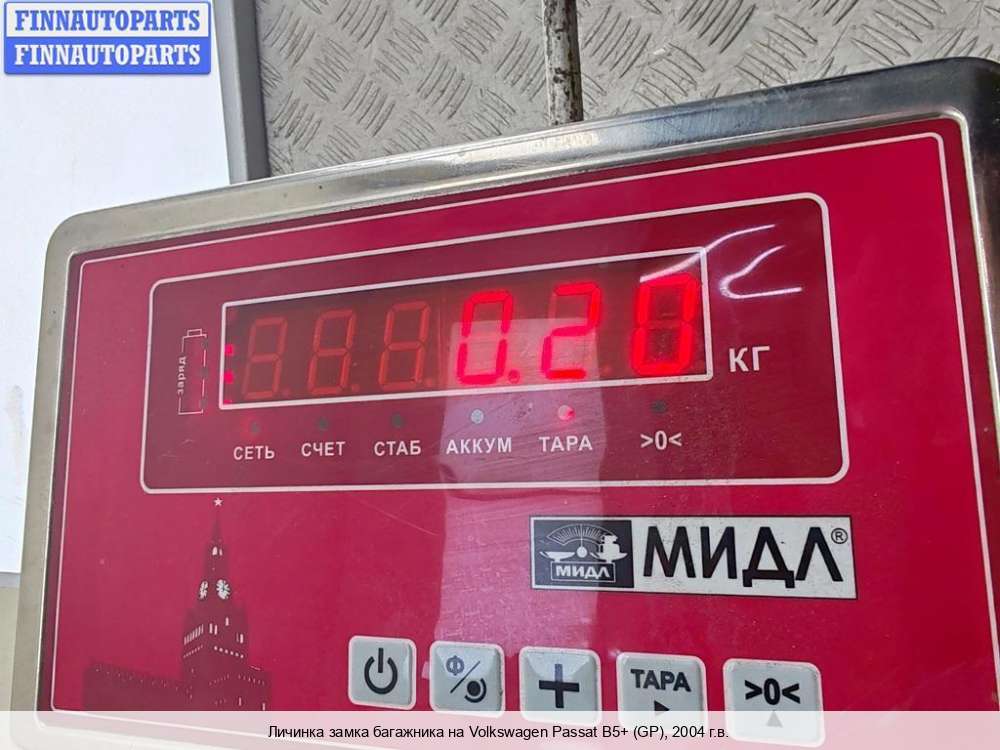 FINNAUTOPARTS
FINNAUTOPARTS
заряд
0.20
КГ
СЕТЬ СЧЕТ СТАБ АККУМ ТАРА >0<
МИДЛ
МИДЛ®
Ф
ТАРА
>0<
Личинка замка багажника на Volkswagen Passat B5+ (GP), 2004 г.в.